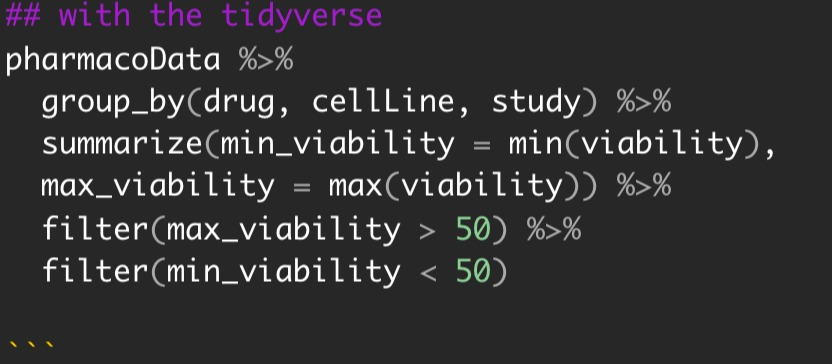 ## with the tidyverse
pharmacoData %>%
  group_by(drug, cellLine, study) %>%
  summarize(min_viability = min(viability),
  max_viability = max(viability)) %>%
  filter(max_viability > 50) %>%
  filter(min_viability < 50)
```